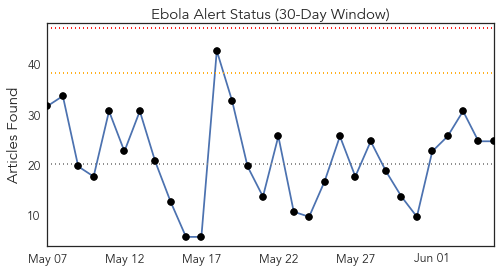 Ebola Alert Status (30-Day Window)
Articles Found
40
30
20
10
May 07 May 12 May 17 May 22 May 27 Jun 01